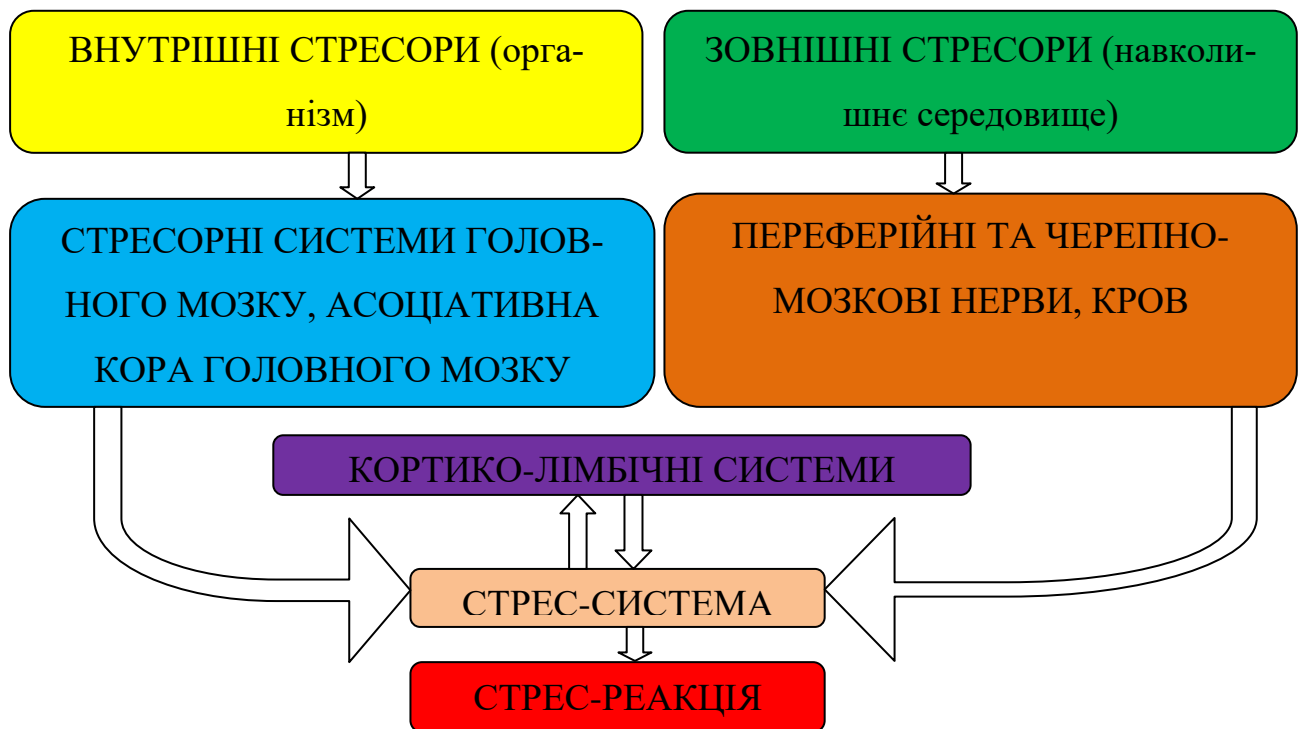 ВНУТРІШНІ СТРЕСОРИ (орга-
нізм)
ЗОВНІШНІ СТРЕСОРИ (навколи-
шнє середовище)
СТРЕСОРНІ СИСТЕМИ ГОЛОВ-
НОГО МОЗКУ, АСОЦІАТИВНА
КОРА ГОЛОВНОГО МОЗКУ
ПЕРЕФЕРІЙНІ ТА ЧЕРЕПНО-
МОЗКОВІ НЕРВИ, КРОВ
КОРТИКО-ЛІМБІЧНІ СИСТЕМИ
СТРЕС-СИСТЕМА
СТРЕС-РЕАКЦІЯ